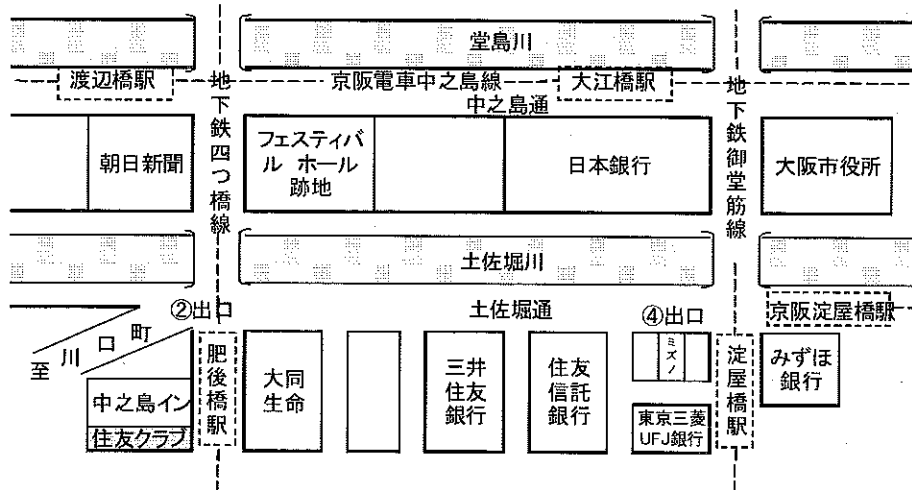 堂島川
渡辺橋駅
京阪電車中之島線
大江橋駅
中之島通
地下鉄四つ橋線
地下鉄御堂筋線
朝日新聞
フェスティバ
ル ホール
跡地
日本銀行
大阪市役所
土佐堀川
②出口
土佐堀通
④出口
京阪淀屋橋駅
至川口町
肥後橋駅
大同
生命
三井
住友
銀行
住友
信託
銀行
ミズノ
淀屋橋駅
みずほ
銀行
中之島イン
住友クラブ
東京三菱
UFJ銀行